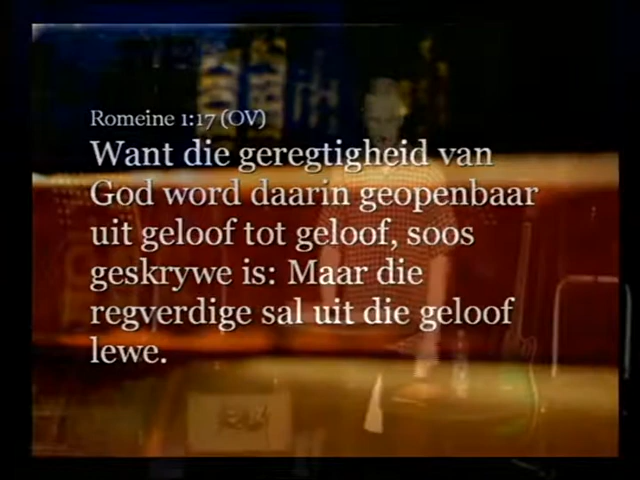 Romeine 1:17 (OV)
Want die geregtigheid van
God word daarin geopenbaar
uit geloof tot geloof, soos
geskrywe is: Maar die
regverdige sal uit die geloof
lewe.